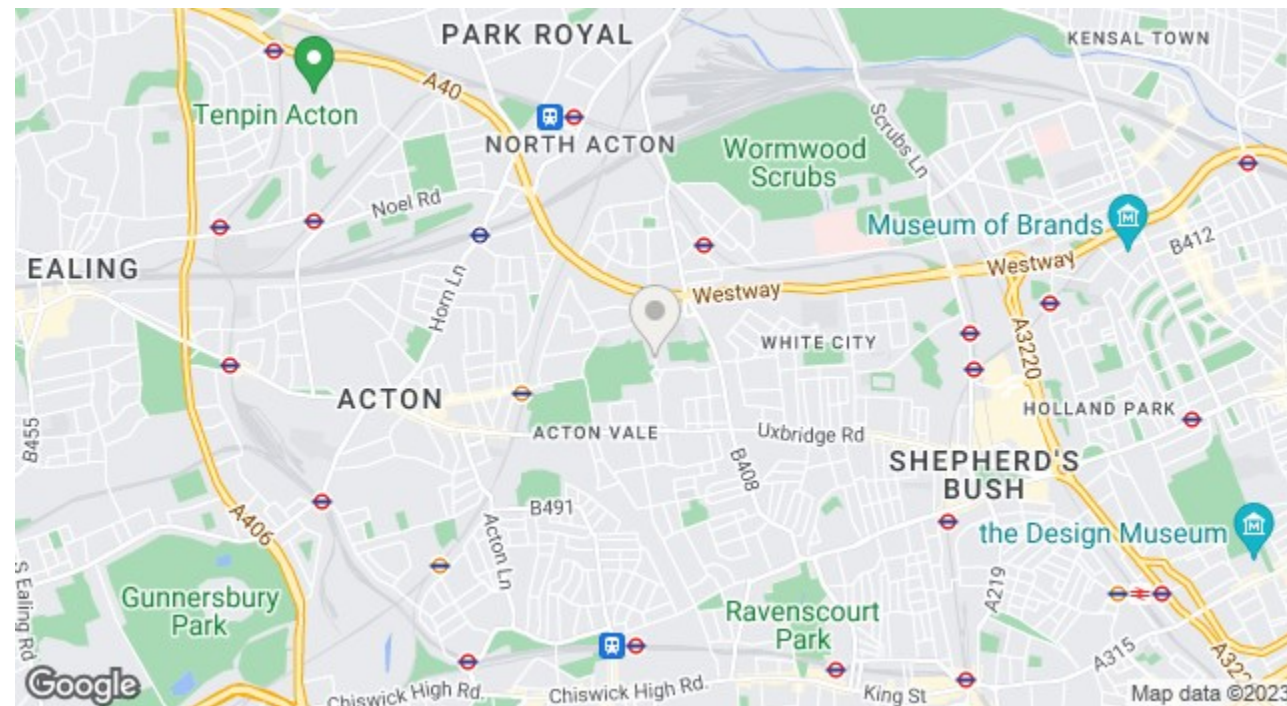 PARK ROYAL
KENSAL TOWN
A40
Tenpin Acton
NORTH ACTON
Scrubs Ln
Wormwood
Scrubs
Noel Rd
Museum of Brands
B412
EALING
Westway
Westway
Horn Ln
A3220
WHITE CITY
ACTON
HOLLAND PARK
B455
ACTON VALE
Uxbridge Rd
SHEPHERD'S
BUSH
B408
B491
A406
Acton Ln
the Design Museum
S Ealing Rd
Gunnersbury
Park
A219
Ravenscourt
Park
A315
A322
Google
Chiswick High Rd.
Chiswick High Rd.
King St
Map data ©2023